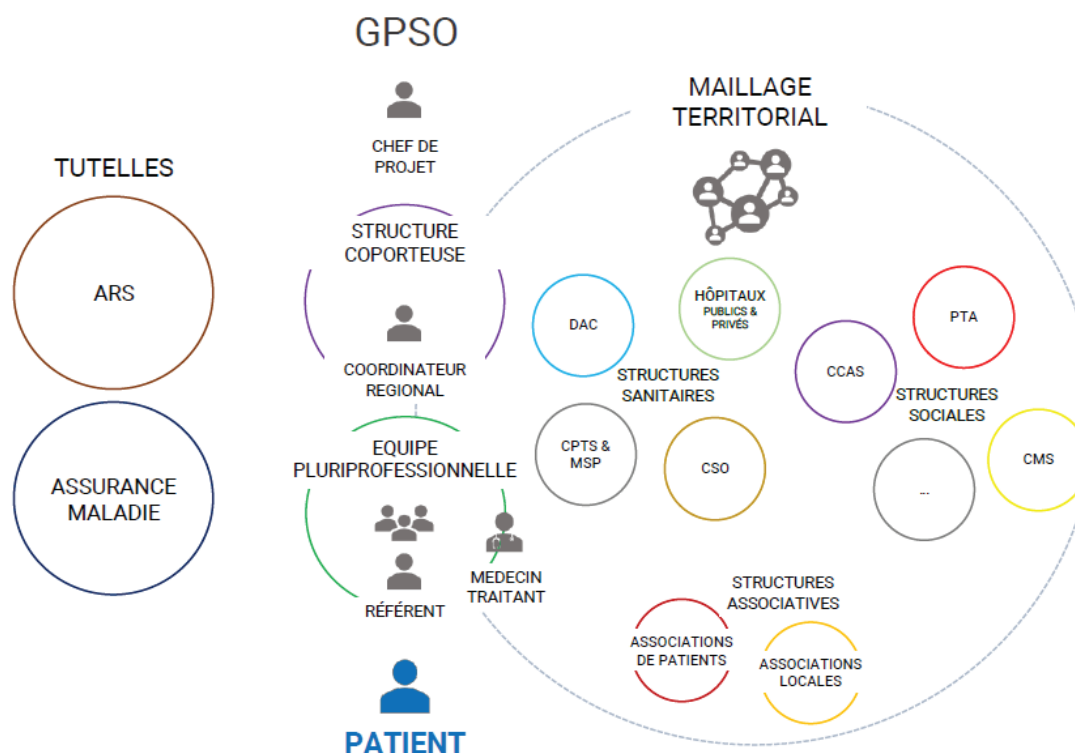 GPSO
CHEF DE
PROJET
TUTELLES
ARS
ASSURANCE
MALADIE
STRUCTURE
COPORTEUSE
COORDINATEUR
REGIONAL
EQUIPE
PLURIPROFESSIONNELLE
RÉFÉRENT
MEDECIN
TRAITANT
PATIENT
MAILLAGE
TERRITORIAL
DAC
HÔPITAUX
PUBLICS &
PRIVÉS
STRUCTURES
SANITAIRES
CPTS &
MSP
CSO
CCAS
PTA
STRUCTURES
SOCIALES
...
CMS
STRUCTURES
ASSOCIATIVES
ASSOCIATIONS
DE PATIENTS
ASSOCIATIONS
LOCALES